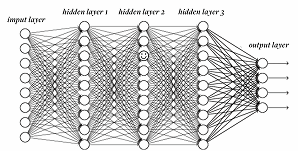 input layer
hidden layer 1
hidden layer 2
hidden layer 3
output layer